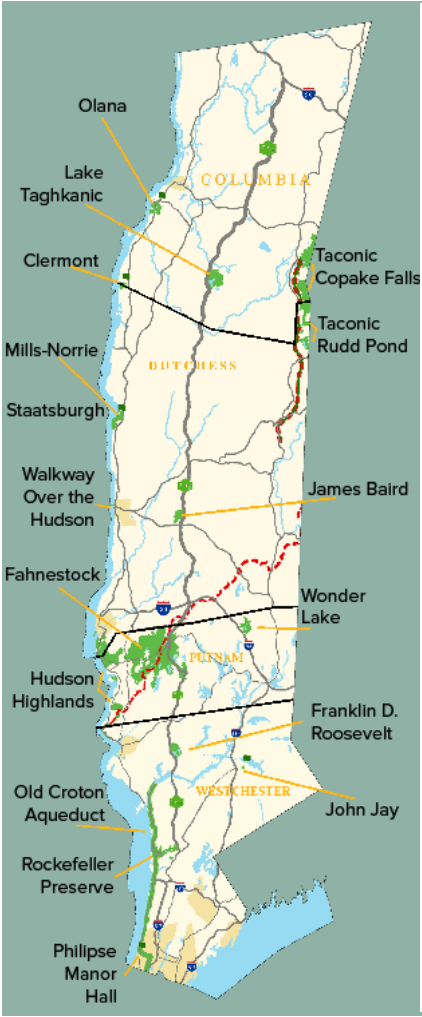 Olana
COLUMBIA
Lake
Taghkanic
Clermont
Taconic
Copake Falls
Taconic
Rudd Pond
Mills-Norrie
DUTCHESS
Staatsburgh
Walkway
Over the
Hudson
James Baird
Fahnestock
Wonder
Lake
PUTNAM
Hudson
Highlands
Franklin D.
Roosevelt
Old Croton
Aqueduct
WESTCHESTER
John Jay
Rockefeller
Preserve
Philipse
Manor
Hall